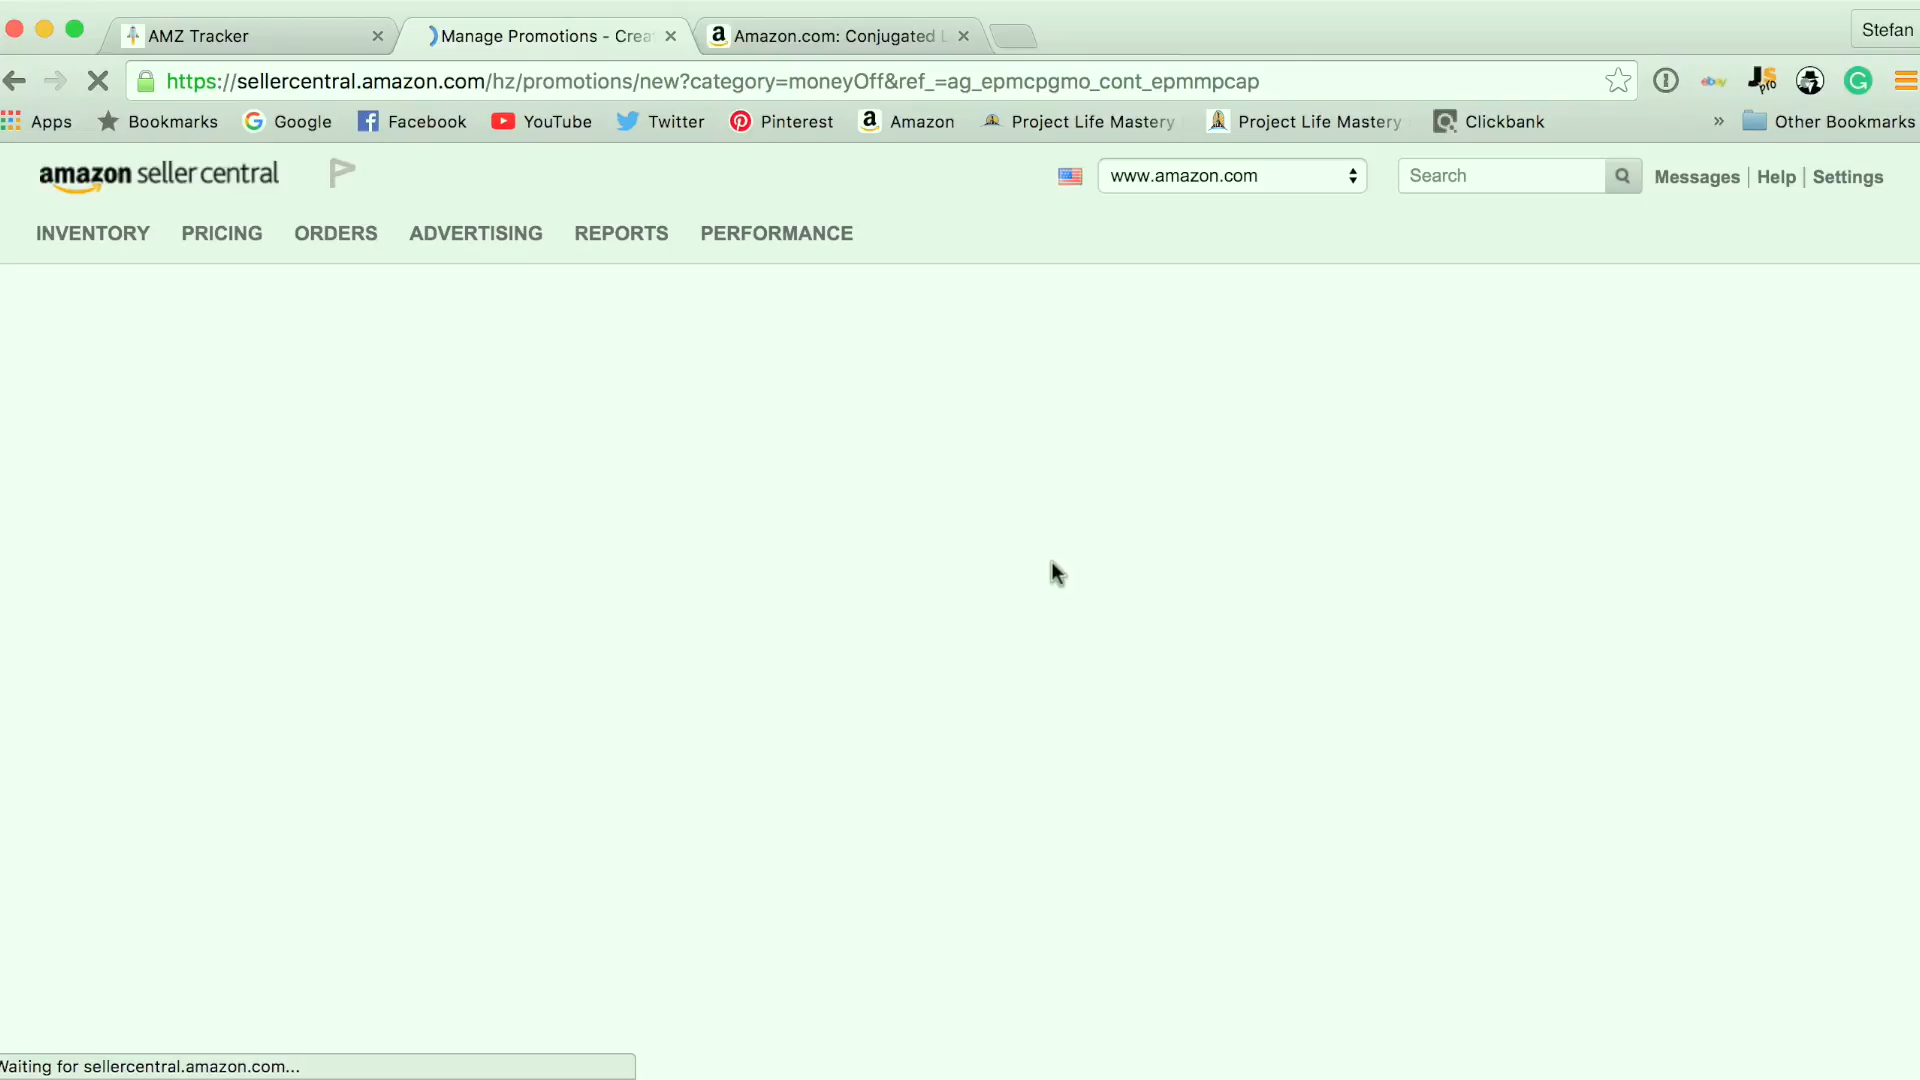 AMZ Tracker
Manage Promotions - Crea
Amazon.com: Conjugated L
Stefan
https://sellercentral.amazon.com/hz/promotions/new?category=moneyOff&ref_=ag_epmcpgmo_cont_epmmpcap
ebay
JS pro
Apps Bookmarks Google Facebook YouTube Twitter Pinterest Amazon Project Life Mastery Project Life Mastery Clickbank » Other Bookmarks
amazon seller central
www.amazon.com
Search
Messages | Help | Settings
INVENTORY PRICING ORDERS ADVERTISING REPORTS PERFORMANCE
Waiting for sellercentral.amazon.com...